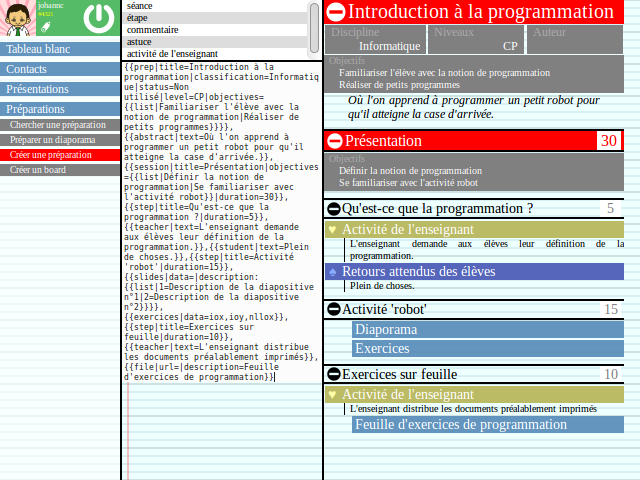 johannc
#4321
Tableau blanc
Contacts
Présentations
Préparations
Chercher une préparation
Préparer un diaporama
Créer une préparation
Créer un board
séance
étape
commentaire
astuce
activité de l'enseignant
{{prep|title=Introduction à la
programmation|classification=Informatiq
ue|status=Non
utilisé|level=CP|objectives=
{{list|Familiariser l'élève avec la
notion de programmation|Réaliser de
petits programmes}}}},
{{abstract|text=Où l'on apprend à
programmer un petit robot pour qu'il
atteigne la case d'arrivée.}},
{{session|title=Présentation|objectives
={{list|Définir la notion de
programmation|Se familiariser avec
l'activité robot}}|duration=30}},
{{step|title=Qu'est-ce que la
programmation ?|duration=5}},
{{teacher|text=L'enseignant demande
aux élèves leur définition de la
programmation.}},{{student|text=Plein
de choses.}},{{step|title=Activité
'robot'|duration=15}},
{{slides|data=|description:
{{list|1=Description de la diapositive
n°1|2=Description de la diapositive
n°2}}}},
{{exercices|data=iox,ioy,nllox}},
{{step|title=Exercices sur
feuille|duration=10}},
{{teacher|text=L'enseignant distribue
les documents préalablement imprimés}},
{{file|url=|description=Feuille
d'exercices de programmation}}
Introduction à la programmation
Discipline
Informatique
Niveaux
CP
Auteur
Objectifs
Familiariser l'élève avec la notion de programmation
Réaliser de petits programmes
Où l'on apprend à programmer un petit robot pour
qu'il atteigne la case d'arrivée.
Présentation 30
Objectifs
Définir la notion de programmation
Se familiariser avec l'activité robot
Qu'est-ce que la programmation ? 5
Activité de l'enseignant
L'enseignant demande aux élèves leur définition de la
programmation.
Retours attendus des élèves
Plein de choses.
Activité 'robot' 15
Diaporama
Exercices
Exercices sur feuille 10
Activité de l'enseignant
L'enseignant distribue les documents préalablement imprimés
Feuille d'exercices de programmation